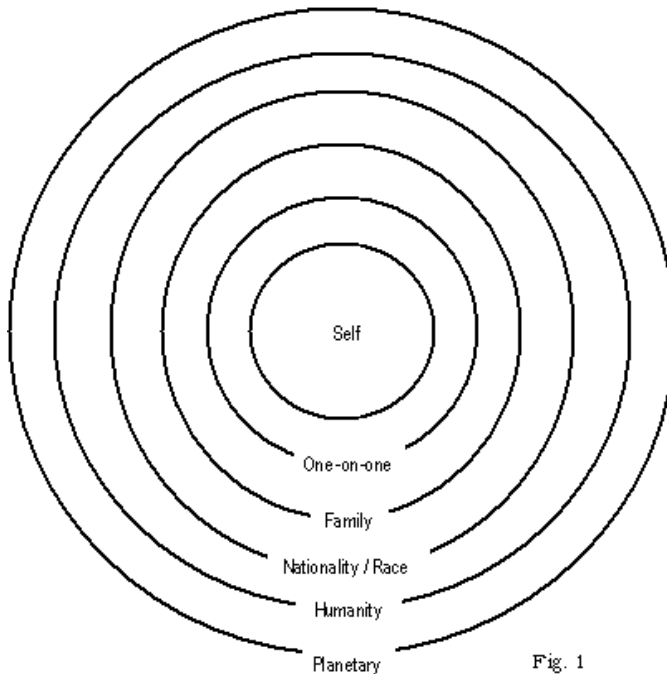 Self
One-on-one
Family
Nationality / Race
Humanity
Planetary
Fig. 1